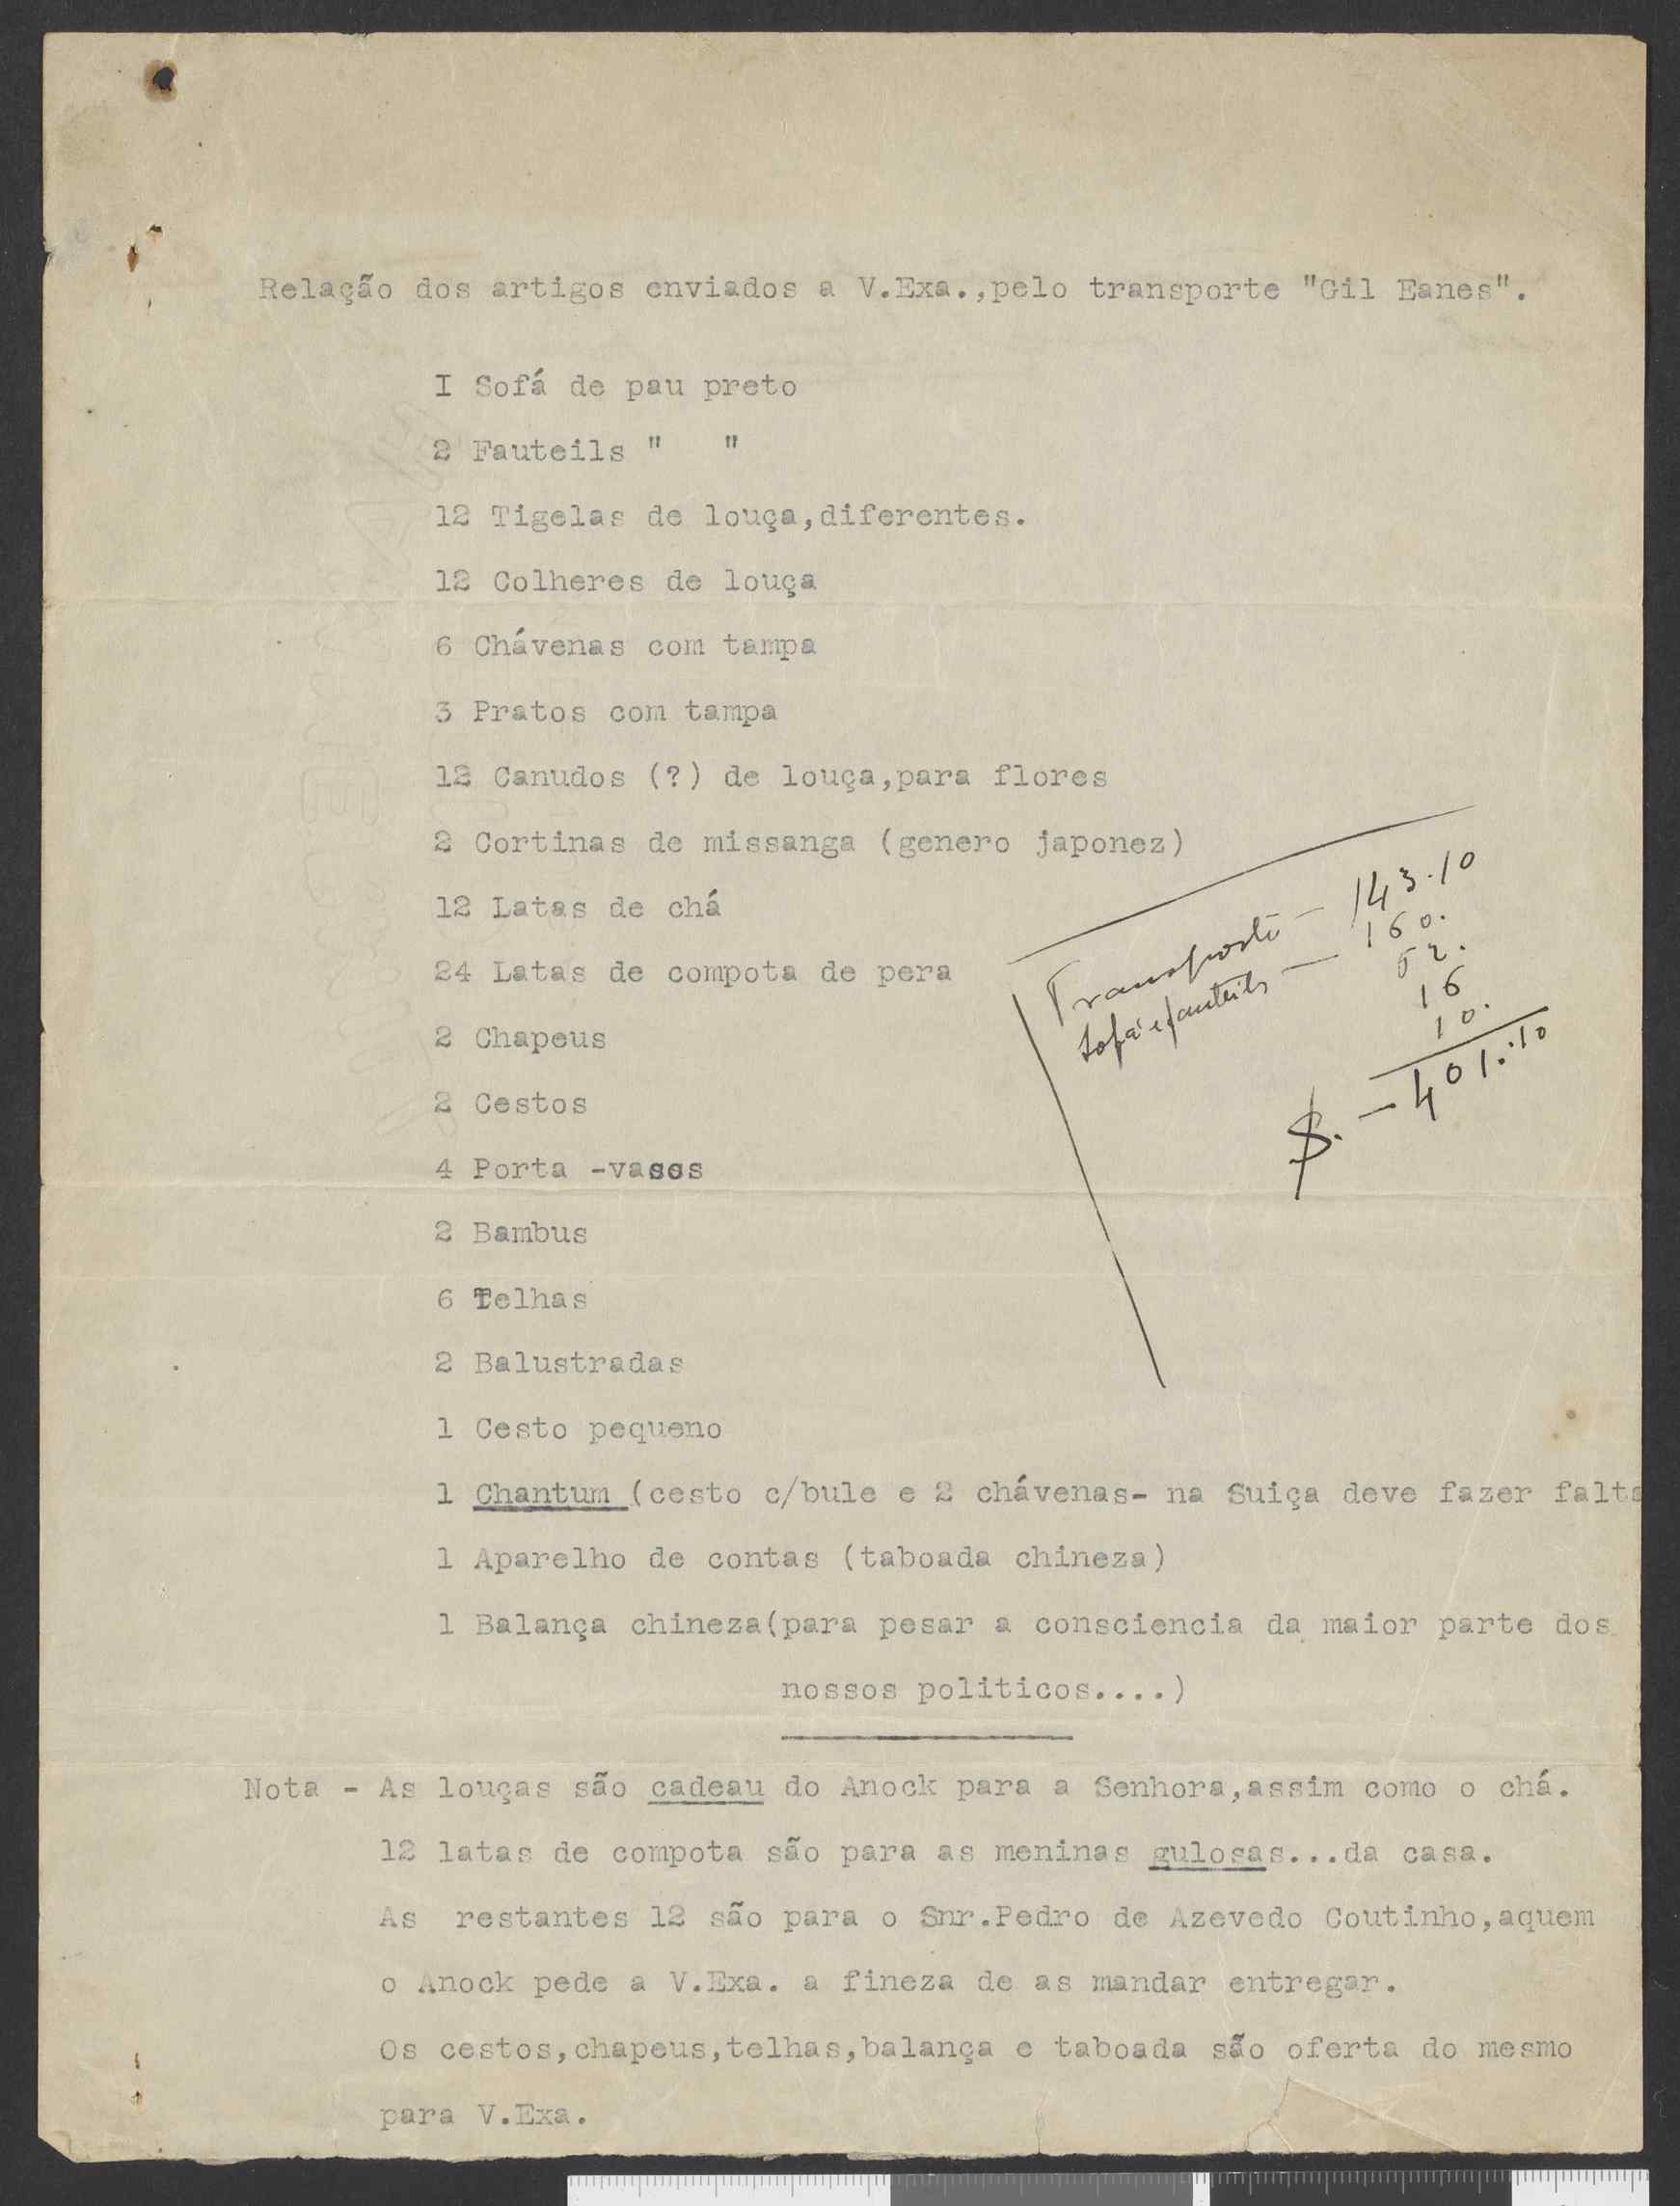 Relação dos artigos enviados a V.Exa.,pelo transporte "Gil Eanes".
I Sofá de pau preto
2 Fauteils "   "
12 Tigelas de louça,diferentes.
12 Colheres de louça
6 Chávenas com tampa
3 Pratos com tampa
12 Canudos (?) de louça,para flores
2 Cortinas de missanga (genero japonez)
12 Latas de chá
24 Latas de compota de pera
2 Chapeus
2 Cestos
4 Porta -vasos
2 Bambus
6 Telhas
2 Balustradas
1 Cesto pequeno
1 Chantum (cesto c/bule e 2 chávenas- na Suiça deve fazer falta
1 Aparelho de contas (taboada chineza)
1 Balança chineza(para pesar a consciencia da maior parte dos
nossos politicos....)
Transporte — 143.10
Sofá e fauteils — 160.
52.
16
10.
$. — 401.10
Nota - As louças são cadeau do Anock para a Senhora,assim como o chá.
12 latas de compota são para as meninas gulosas...da casa.
As  restantes 12 são para o Snr.Pedro de Azevedo Coutinho,aquem
o Anock pede a V.Exa. a fineza de as mandar entregar.
Os cestos,chapeus,telhas,balança e taboada são oferta do mesmo
para V.Exa.